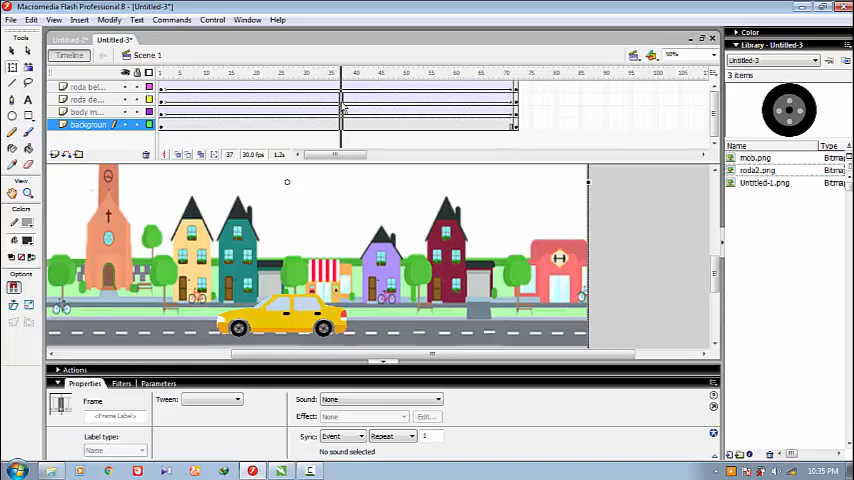 Macromedia Flash Professional 8 - [Untitled-3*]
File Edit View Insert Modify Text Commands Control Window Help
Tools
Untitled-2* Untitled-3*
Timeline Scene 1 50%
1 5 10 15 20 25 30 35 40 45 50 55 60 65 70 75 80 85 90 95 100 105 11
roda bel...
roda de...
body m...
backgroun
37 30.0 fps 1.2s
View
Colors
Options
Color
Library - Untitled-3
Untitled-3
3 items
Name Type
mob.png Bitmap
roda2.png Bitmap
Untitled-1.png Bitmap
Actions
Properties Filters Parameters
Frame Tween: Sound: None
<Frame Label> Effect: None Edit...
Label type: Sync: Event Repeat 1
Name No sound selected
10:35 PM